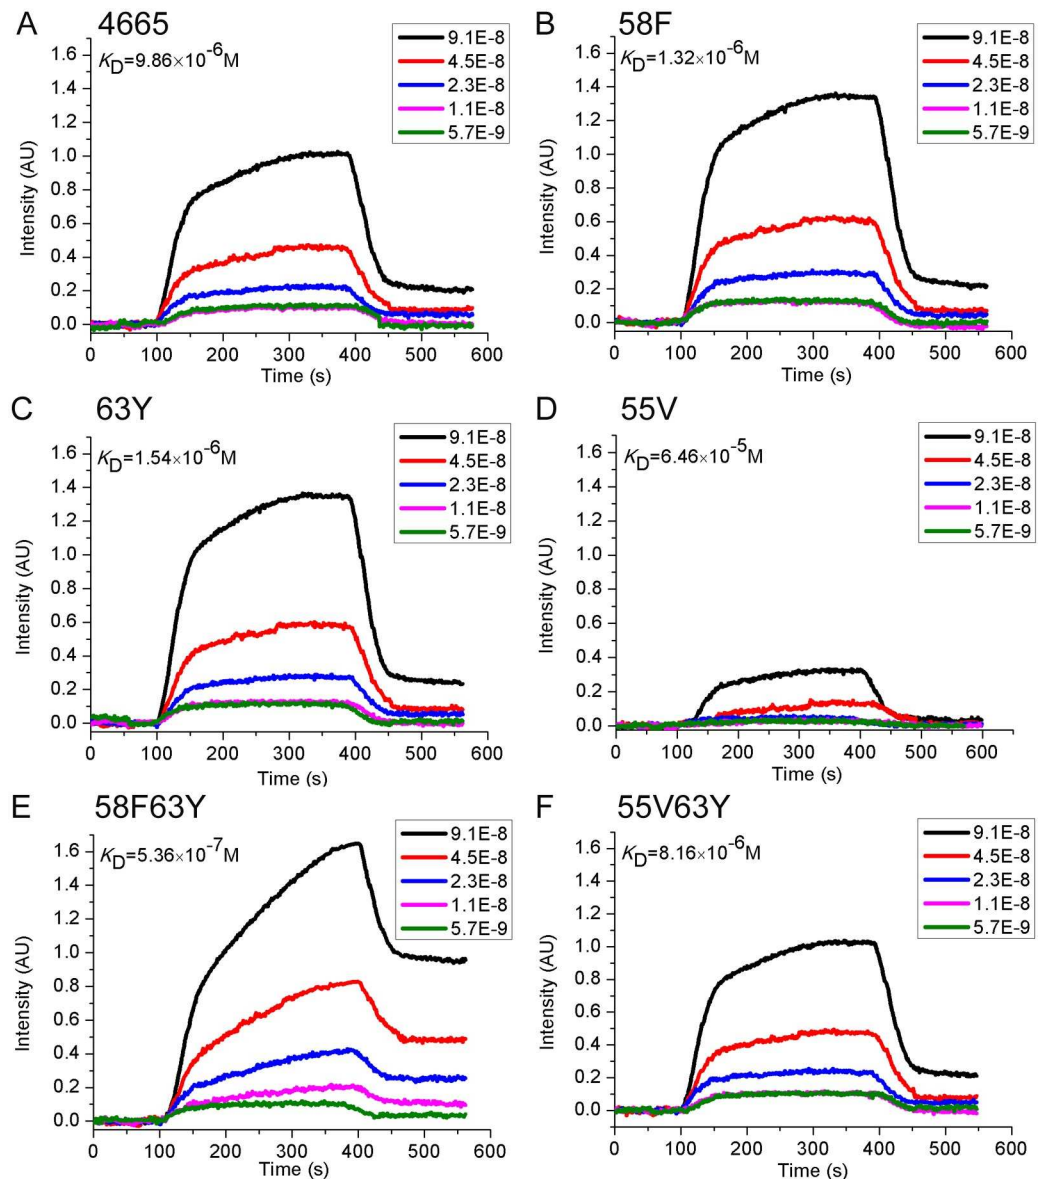 A 4665
K_D=9.86×10^-6 M
9.1E-8
4.5E-8
2.3E-8
1.1E-8
5.7E-9
Intensity (AU)
1.6
1.4
1.2
1.0
0.8
0.6
0.4
0.2
0.0
0 100 200 300 400 500 600
Time (s)
B 58F
K_D=1.32×10^-6 M
9.1E-8
4.5E-8
2.3E-8
1.1E-8
5.7E-9
Intensity (AU)
1.6
1.4
1.2
1.0
0.8
0.6
0.4
0.2
0.0
0 100 200 300 400 500 600
Time (s)
C 63Y
K_D=1.54×10^-6 M
9.1E-8
4.5E-8
2.3E-8
1.1E-8
5.7E-9
Intensity (AU)
1.6
1.4
1.2
1.0
0.8
0.6
0.4
0.2
0.0
0 100 200 300 400 500 600
Time (s)
D 55V
K_D=6.46×10^-5 M
9.1E-8
4.5E-8
2.3E-8
1.1E-8
5.7E-9
Intensity (AU)
1.6
1.4
1.2
1.0
0.8
0.6
0.4
0.2
0.0
0 100 200 300 400 500 600
Time (s)
E 58F63Y
K_D=5.36×10^-7 M
9.1E-8
4.5E-8
2.3E-8
1.1E-8
5.7E-9
Intensity (AU)
1.6
1.4
1.2
1.0
0.8
0.6
0.4
0.2
0.0
0 100 200 300 400 500 600
Time (s)
F 55V63Y
K_D=8.16×10^-6 M
9.1E-8
4.5E-8
2.3E-8
1.1E-8
5.7E-9
Intensity (AU)
1.6
1.4
1.2
1.0
0.8
0.6
0.4
0.2
0.0
0 100 200 300 400 500 600
Time (s)